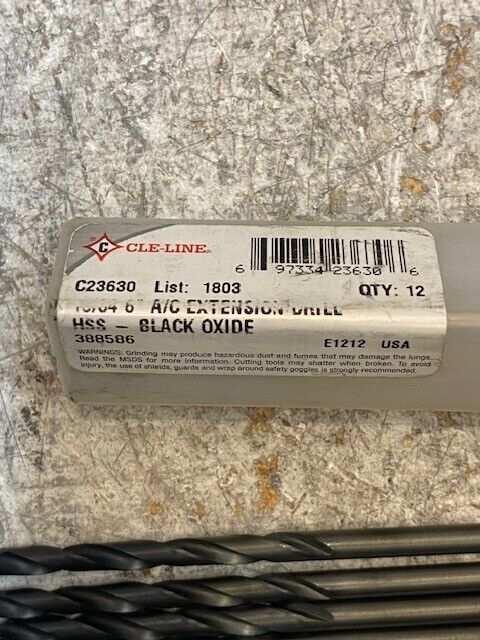 C CLE-LINE®
6 97334 23630 6
C23630 List: 1803 QTY: 12
6" A/C EXTENSION DRILL
HSS - BLACK OXIDE
388586 E1212 USA
WARNINGS: Grinding may produce hazardous dust and fumes that may damage the lungs.
Read the MSDS for more information. Cutting tools may shatter when broken. To avoid
injury, the use of shields, guards and wrap around safety goggles is strongly recommended.